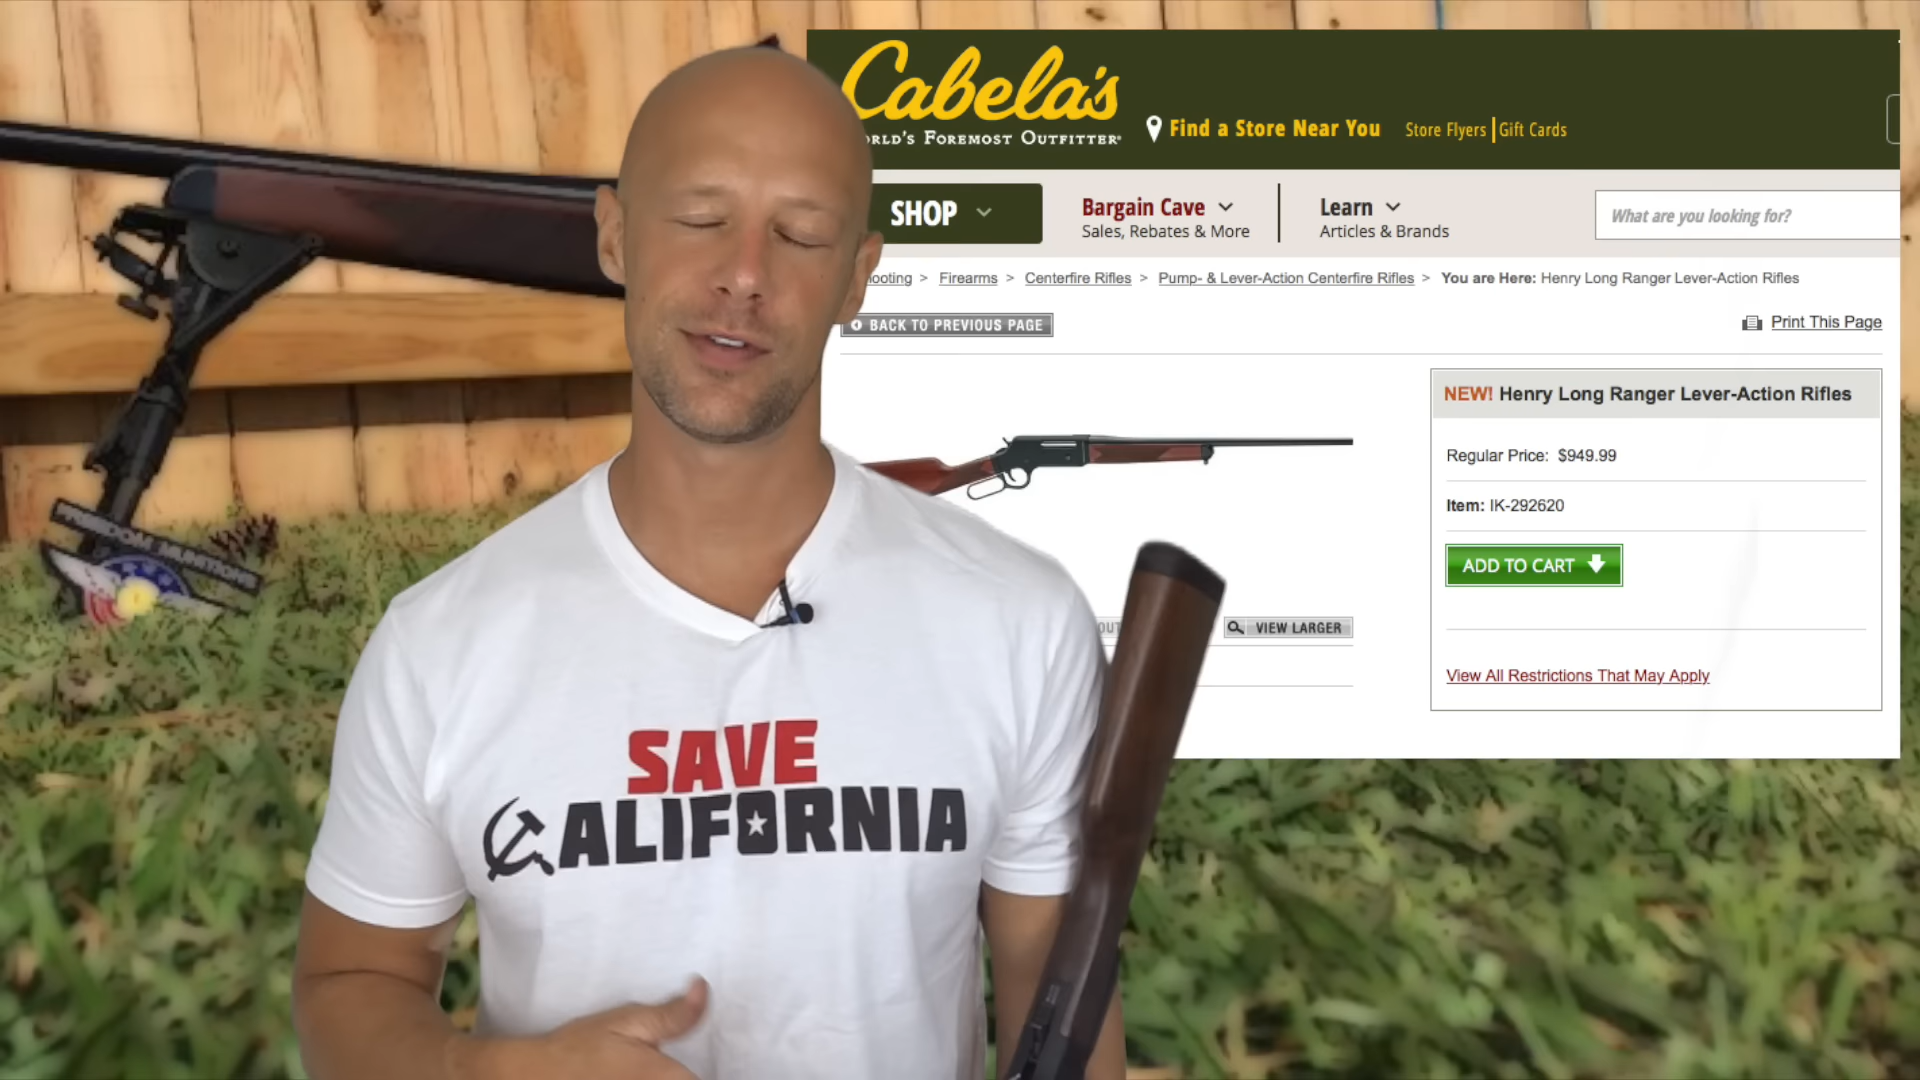 Cabela's
WORLD'S FOREMOST OUTFITTER
Find a Store Near You
Store Flyers | Gift Cards
SHOP
Bargain Cave
Sales, Rebates & More
Learn
Articles & Brands
What are you looking for?
> Firearms > Centerfire Rifles > Pump- & Lever-Action Centerfire Rifles > You are Here: Henry Long Ranger Lever-Action Rifles
BACK TO PREVIOUS PAGE
Print This Page
NEW! Henry Long Ranger Lever-Action Rifles
Regular Price: $949.99
Item: IK-292620
ADD TO CART
VIEW LARGER
View All Restrictions That May Apply
FREEDOM MUNITIONS
SAVE
CALIFORNIA